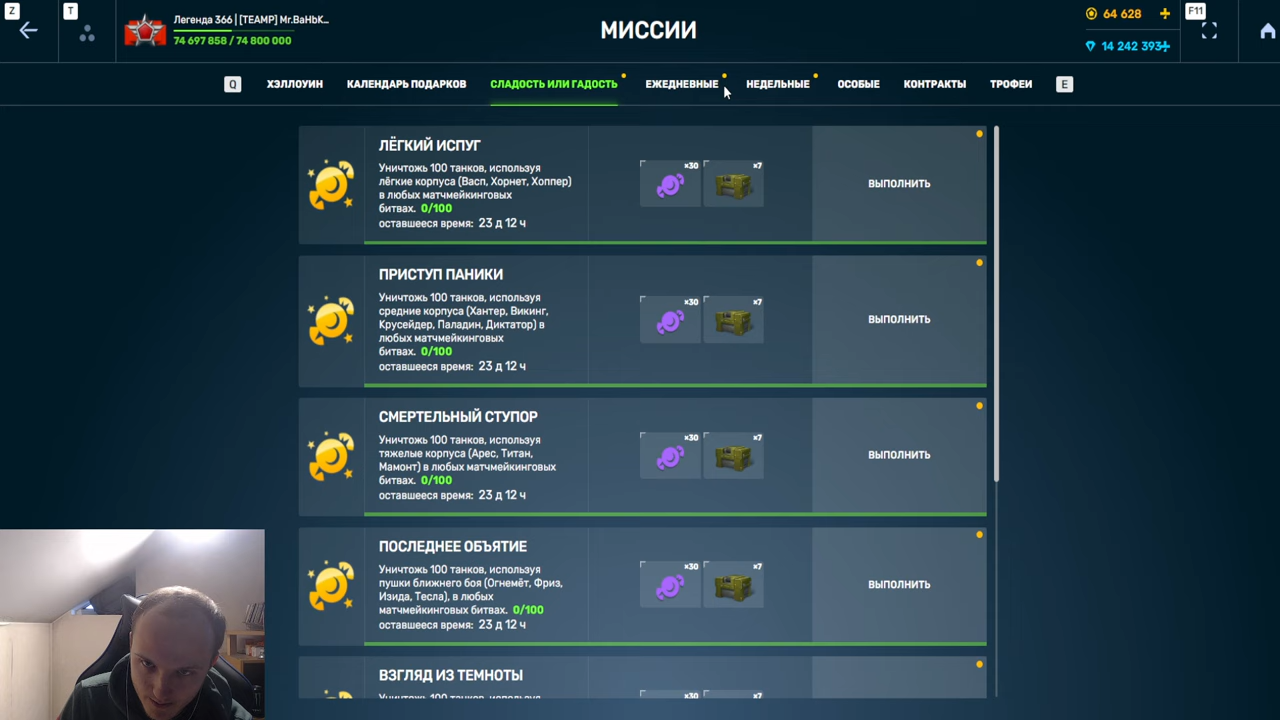 Z
T
Легенда 366 | [TEAMP] Mr.BaHbK...
74 697 858 / 74 800 000
МИССИИ
64 628
14 242 393
F11
Q
ХЭЛЛОУИН
КАЛЕНДАРЬ ПОДАРКОВ
СЛАДОСТЬ ИЛИ ГАДОСТЬ
ЕЖЕДНЕВНЫЕ
НЕДЕЛЬНЫЕ
ОСОБЫЕ
КОНТРАКТЫ
ТРОФЕИ
E
ЛЁГКИЙ ИСПУГ
Уничтожь 100 танков, используя
лёгкие корпуса (Васп, Хорнет, Хоппер)
в любых матчмейкинговых
битвах. 0/100
оставшееся время: 23 д 12 ч
×30
×7
ВЫПОЛНИТЬ
ПРИСТУП ПАНИКИ
Уничтожь 100 танков, используя
средние корпуса (Хантер, Викинг,
Крусейдер, Паладин, Диктатор) в
любых матчмейкинговых
битвах. 0/100
оставшееся время: 23 д 12 ч
×30
×7
ВЫПОЛНИТЬ
СМЕРТЕЛЬНЫЙ СТУПОР
Уничтожь 100 танков, используя
тяжелые корпуса (Арес, Титан,
Мамонт) в любых матчмейкинговых
битвах. 0/100
оставшееся время: 23 д 12 ч
×30
×7
ВЫПОЛНИТЬ
ПОСЛЕДНЕЕ ОБЪЯТИЕ
Уничтожь 100 танков, используя
пушки ближнего боя (Огнемёт, Фриз,
Изида, Тесла), в любых
матчмейкинговых битвах. 0/100
оставшееся время: 23 д 12 ч
×30
×7
ВЫПОЛНИТЬ
ВЗГЛЯД ИЗ ТЕМНОТЫ
Уничтожь 100 танков, используя
×30
×7